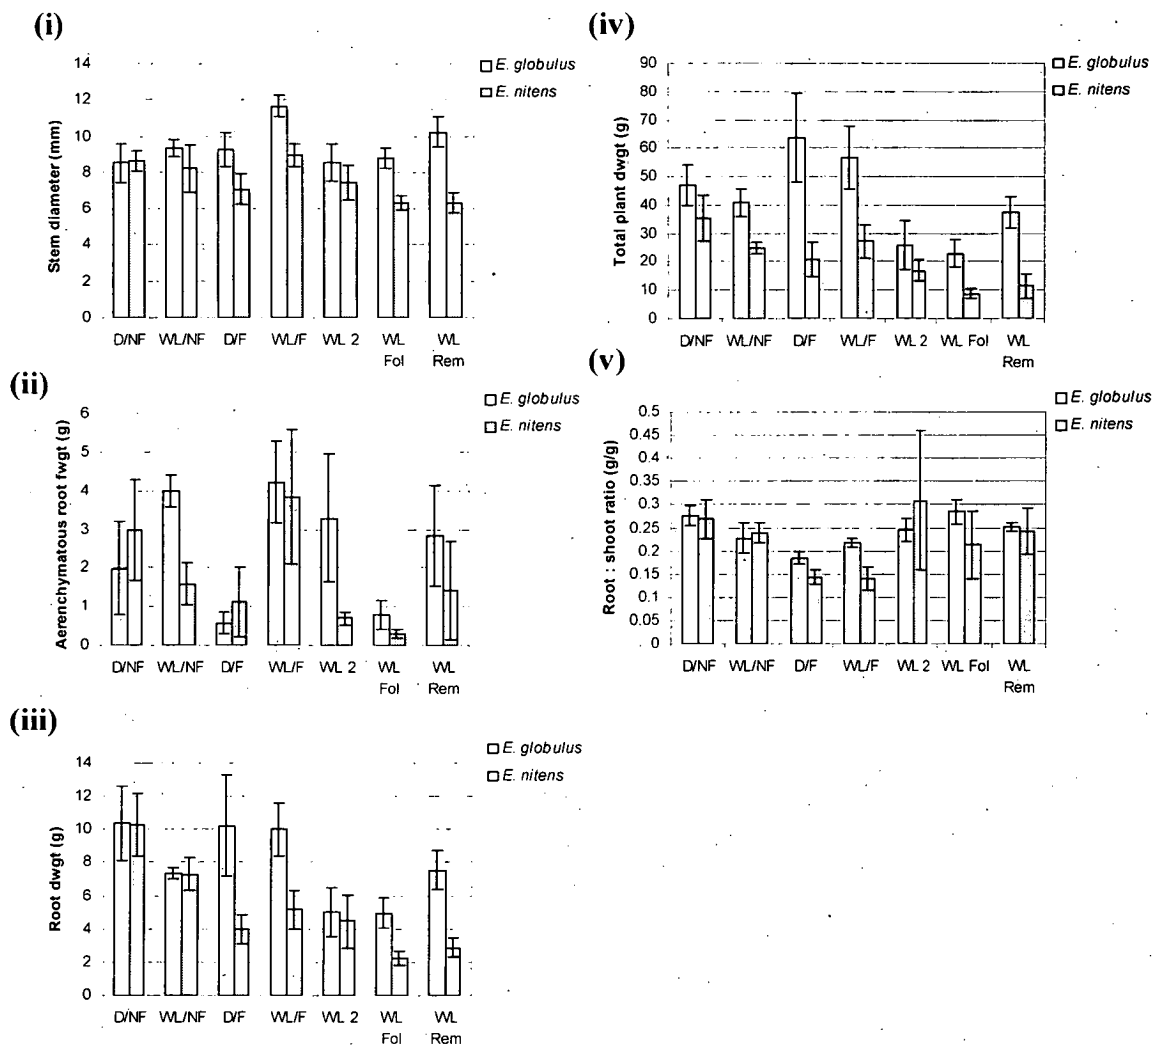 (i)
Stem diameter (mm)
14
12
10
8
6
4
2
0
E. globulus
E. nitens
D/NF WL/NF D/F WL/F WL 2 WL Fol WL Rem
(ii)
Aerenchymatous root fwgt (g)
6
5
4
3
2
1
0
E. globulus
E. nitens
D/NF WL/NF D/F WL/F WL 2 WL Fol WL Rem
(iii)
Root dwgt (g)
14
12
10
8
6
4
2
0
E. globulus
E. nitens
D/NF WL/NF D/F WL/F WL 2 WL Fol WL Rem
(iv)
Total plant dwgt (g)
90
80
70
60
50
40
30
20
10
0
E. globulus
E. nitens
D/NF WL/NF D/F WL/F WL 2 WL Fol WL Rem
(v)
Root : shoot ratio (g/g)
0.5
0.45
0.4
0.35
0.3
0.25
0.2
0.15
0.1
0.05
0
E. globulus
E. nitens
D/NF WL/NF D/F WL/F WL 2 WL Fol WL Rem